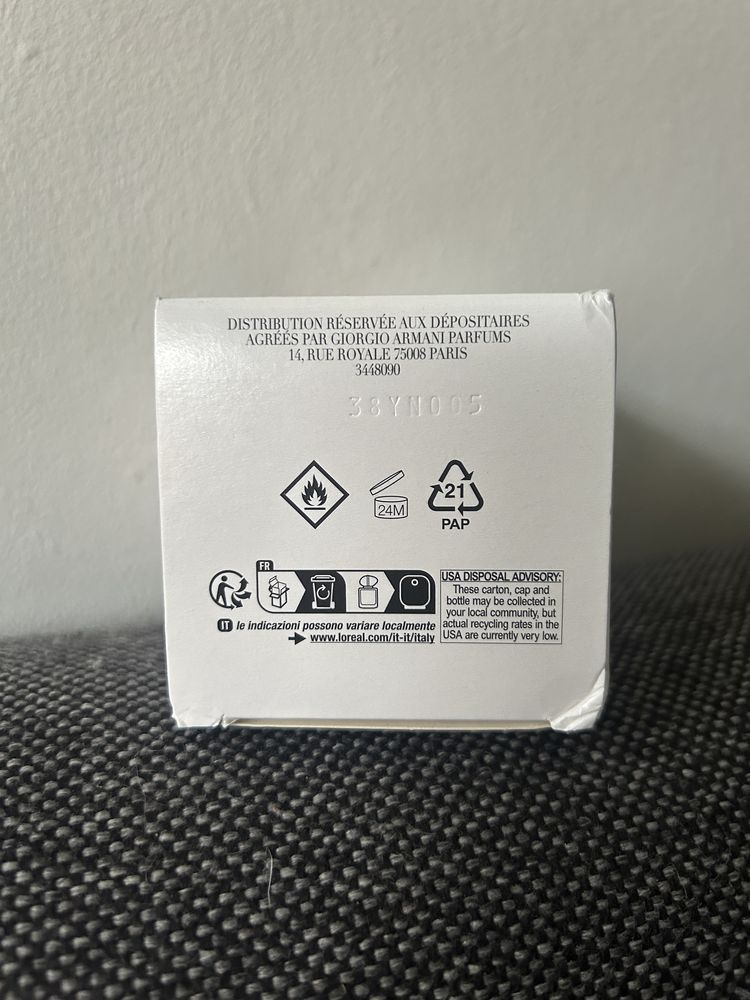 DISTRIBUTION RÉSERVÉE AUX DÉPOSITAIRES
AGRÉÉS PAR GIORGIO ARMANI PARFUMS
14, RUE ROYALE 75008 PARIS
3448090
38YN005
24M
21
PAP
FR
IT le indicazioni possono variare localmente
www.loreal.com/it-it/italy
USA DISPOSAL ADVISORY:
These carton, cap and
bottle may be collected in
your local community, but
actual recycling rates in the
USA are currently very low.